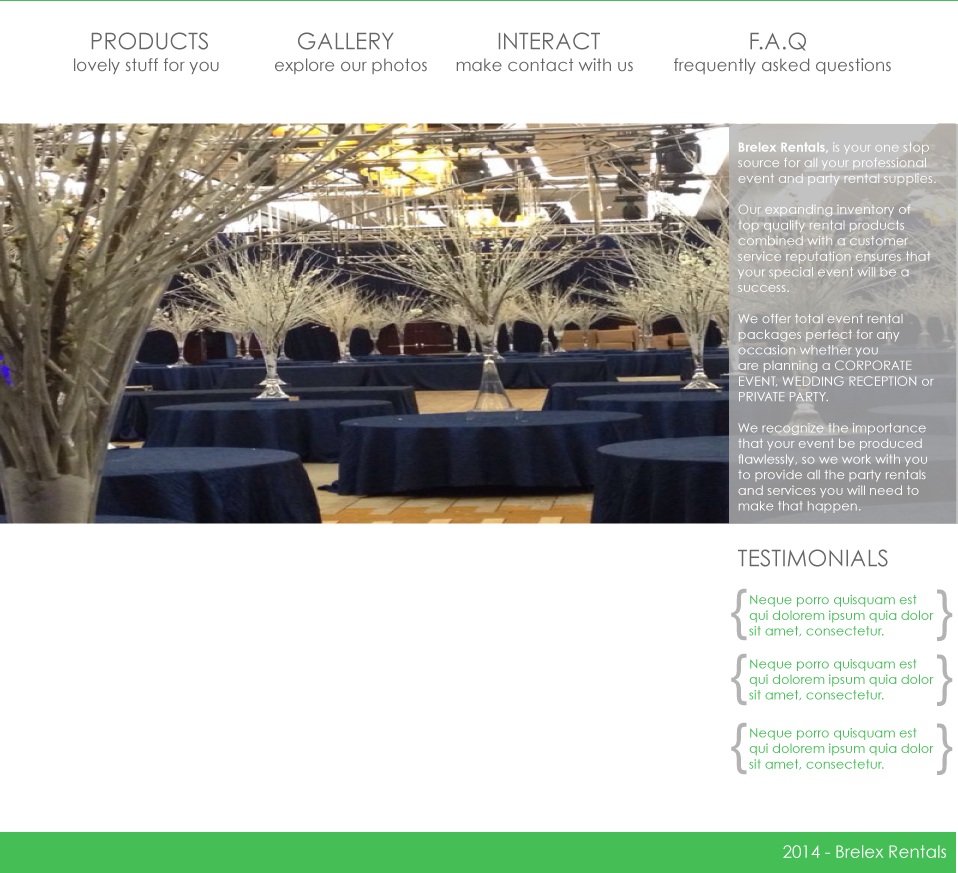 PRODUCTS
lovely stuff for you
GALLERY
explore our photos
INTERACT
make contact with us
F.A.Q
frequently asked questions
Brelex Rentals, is your one stop
source for all your professional
event and party rental supplies.
Our expanding inventory of
top quality rental products
combined with a customer
service reputation ensures that
your special event will be a
success.
We offer total event rental
packages perfect for any
occasion whether you
are planning a CORPORATE
EVENT, WEDDING RECEPTION or
PRIVATE PARTY.
We recognize the importance
that your event be produced
flawlessly, so we work with you
to provide all the party rentals
and services you will need to
make that happen.
TESTIMONIALS
{Neque porro quisquam est
qui dolorem ipsum quia dolor
sit amet, consectetur.}
{Neque porro quisquam est
qui dolorem ipsum quia dolor
sit amet, consectetur.}
{Neque porro quisquam est
qui dolorem ipsum quia dolor
sit amet, consectetur.}
2014 - Brelex Rentals